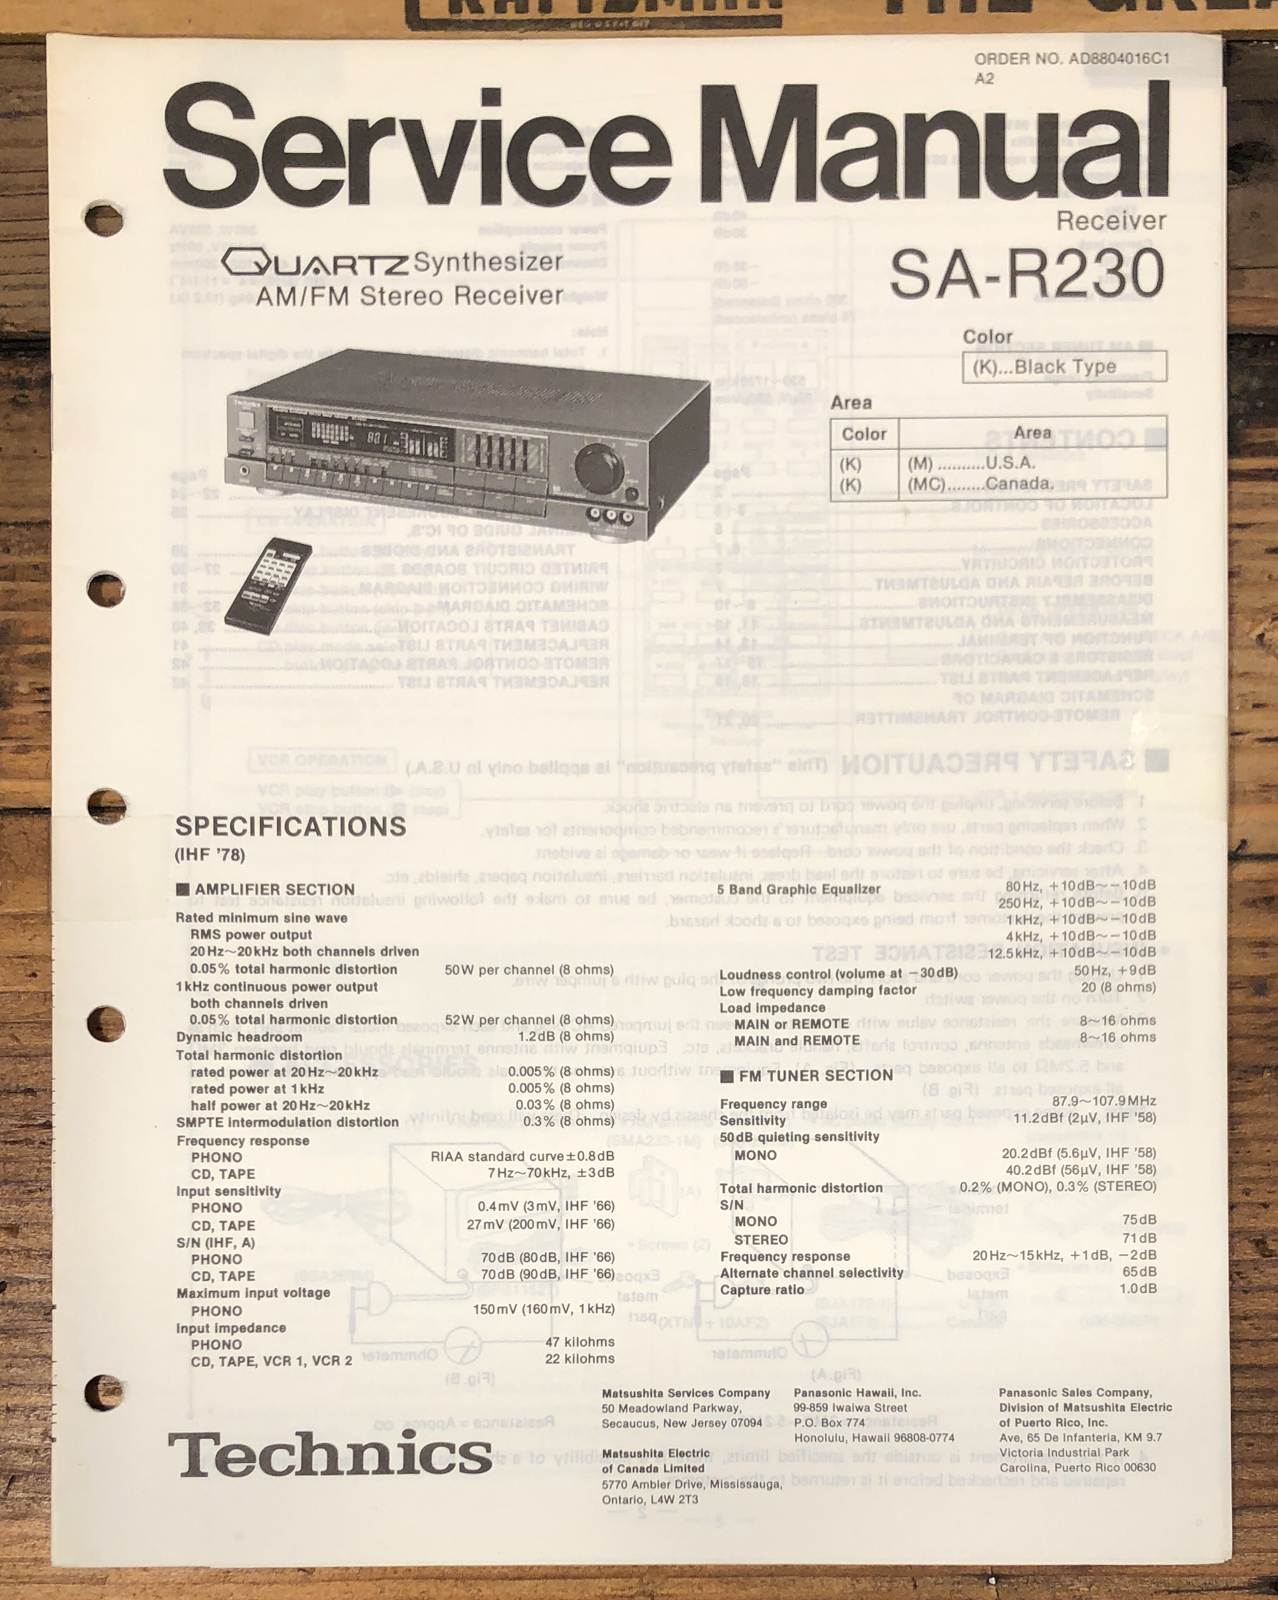 ORDER NO. AD8804016C1
A2
Service Manual
Receiver
QUARTZ Synthesizer
AM/FM Stereo Receiver
SA-R230
Color
(K)...Black Type
Area
Color Area
(K) (M) ..........U.S.A.
(K) (MC)........Canada.
Technics
SPECIFICATIONS
(IHF '78)
■ AMPLIFIER SECTION
Rated minimum sine wave
RMS power output
20Hz~20kHz both channels driven
0.05% total harmonic distortion 50W per channel (8 ohms)
1kHz continuous power output
both channels driven
0.05% total harmonic distortion 52W per channel (8 ohms)
Dynamic headroom 1.2dB (8 ohms)
Total harmonic distortion
rated power at 20Hz~20kHz 0.005% (8 ohms)
rated power at 1kHz 0.005% (8 ohms)
half power at 20Hz~20kHz 0.03% (8 ohms)
SMPTE Intermodulation distortion 0.3% (8 ohms)
Frequency response
PHONO RIAA standard curve±0.8dB
CD, TAPE 7Hz~70kHz, ±3dB
Input sensitivity
PHONO 0.4mV (3mV, IHF '66)
CD, TAPE 27mV (200mV, IHF '66)
S/N (IHF, A)
PHONO 70dB (80dB, IHF '66)
CD, TAPE 70dB (90dB, IHF '66)
Maximum input voltage
PHONO 150mV (160mV, 1kHz)
Input impedance
PHONO 47 kilohms
CD, TAPE, VCR 1, VCR 2 22 kilohms
5 Band Graphic Equalizer 80Hz, +10dB~−10dB
250Hz, +10dB~−10dB
1kHz, +10dB~−10dB
4kHz, +10dB~−10dB
12.5kHz, +10dB~−10dB
Loudness control (volume at −30dB) 50Hz, +9dB
Low frequency damping factor 20 (8 ohms)
Load impedance
MAIN or REMOTE 8~16 ohms
MAIN and REMOTE 8~16 ohms
■ FM TUNER SECTION
Frequency range 87.9~107.9MHz
Sensitivity 11.2dBf (2µV, IHF '58)
50dB quieting sensitivity
MONO 20.2dBf (5.6µV, IHF '58)
40.2dBf (56µV, IHF '58)
Total harmonic distortion 0.2% (MONO), 0.3% (STEREO)
S/N
MONO 75dB
STEREO 71dB
Frequency response 20Hz~15kHz, +1dB, −2dB
Alternate channel selectivity 65dB
Capture ratio 1.0dB
Technics
Matsushita Services Company
50 Meadowland Parkway,
Secaucus, New Jersey 07094
Matsushita Electric
of Canada Limited
5770 Ambler Drive, Mississauga,
Ontario, L4W 2T3
Panasonic Hawaii, Inc.
99-859 Iwaiwa Street
P.O. Box 774
Honolulu, Hawaii 96808-0774
Panasonic Sales Company,
Division of Matsushita Electric
of Puerto Rico, Inc.
Ave, 65 De Infanteria, KM 9.7
Victoria Industrial Park
Carolina, Puerto Rico 00630